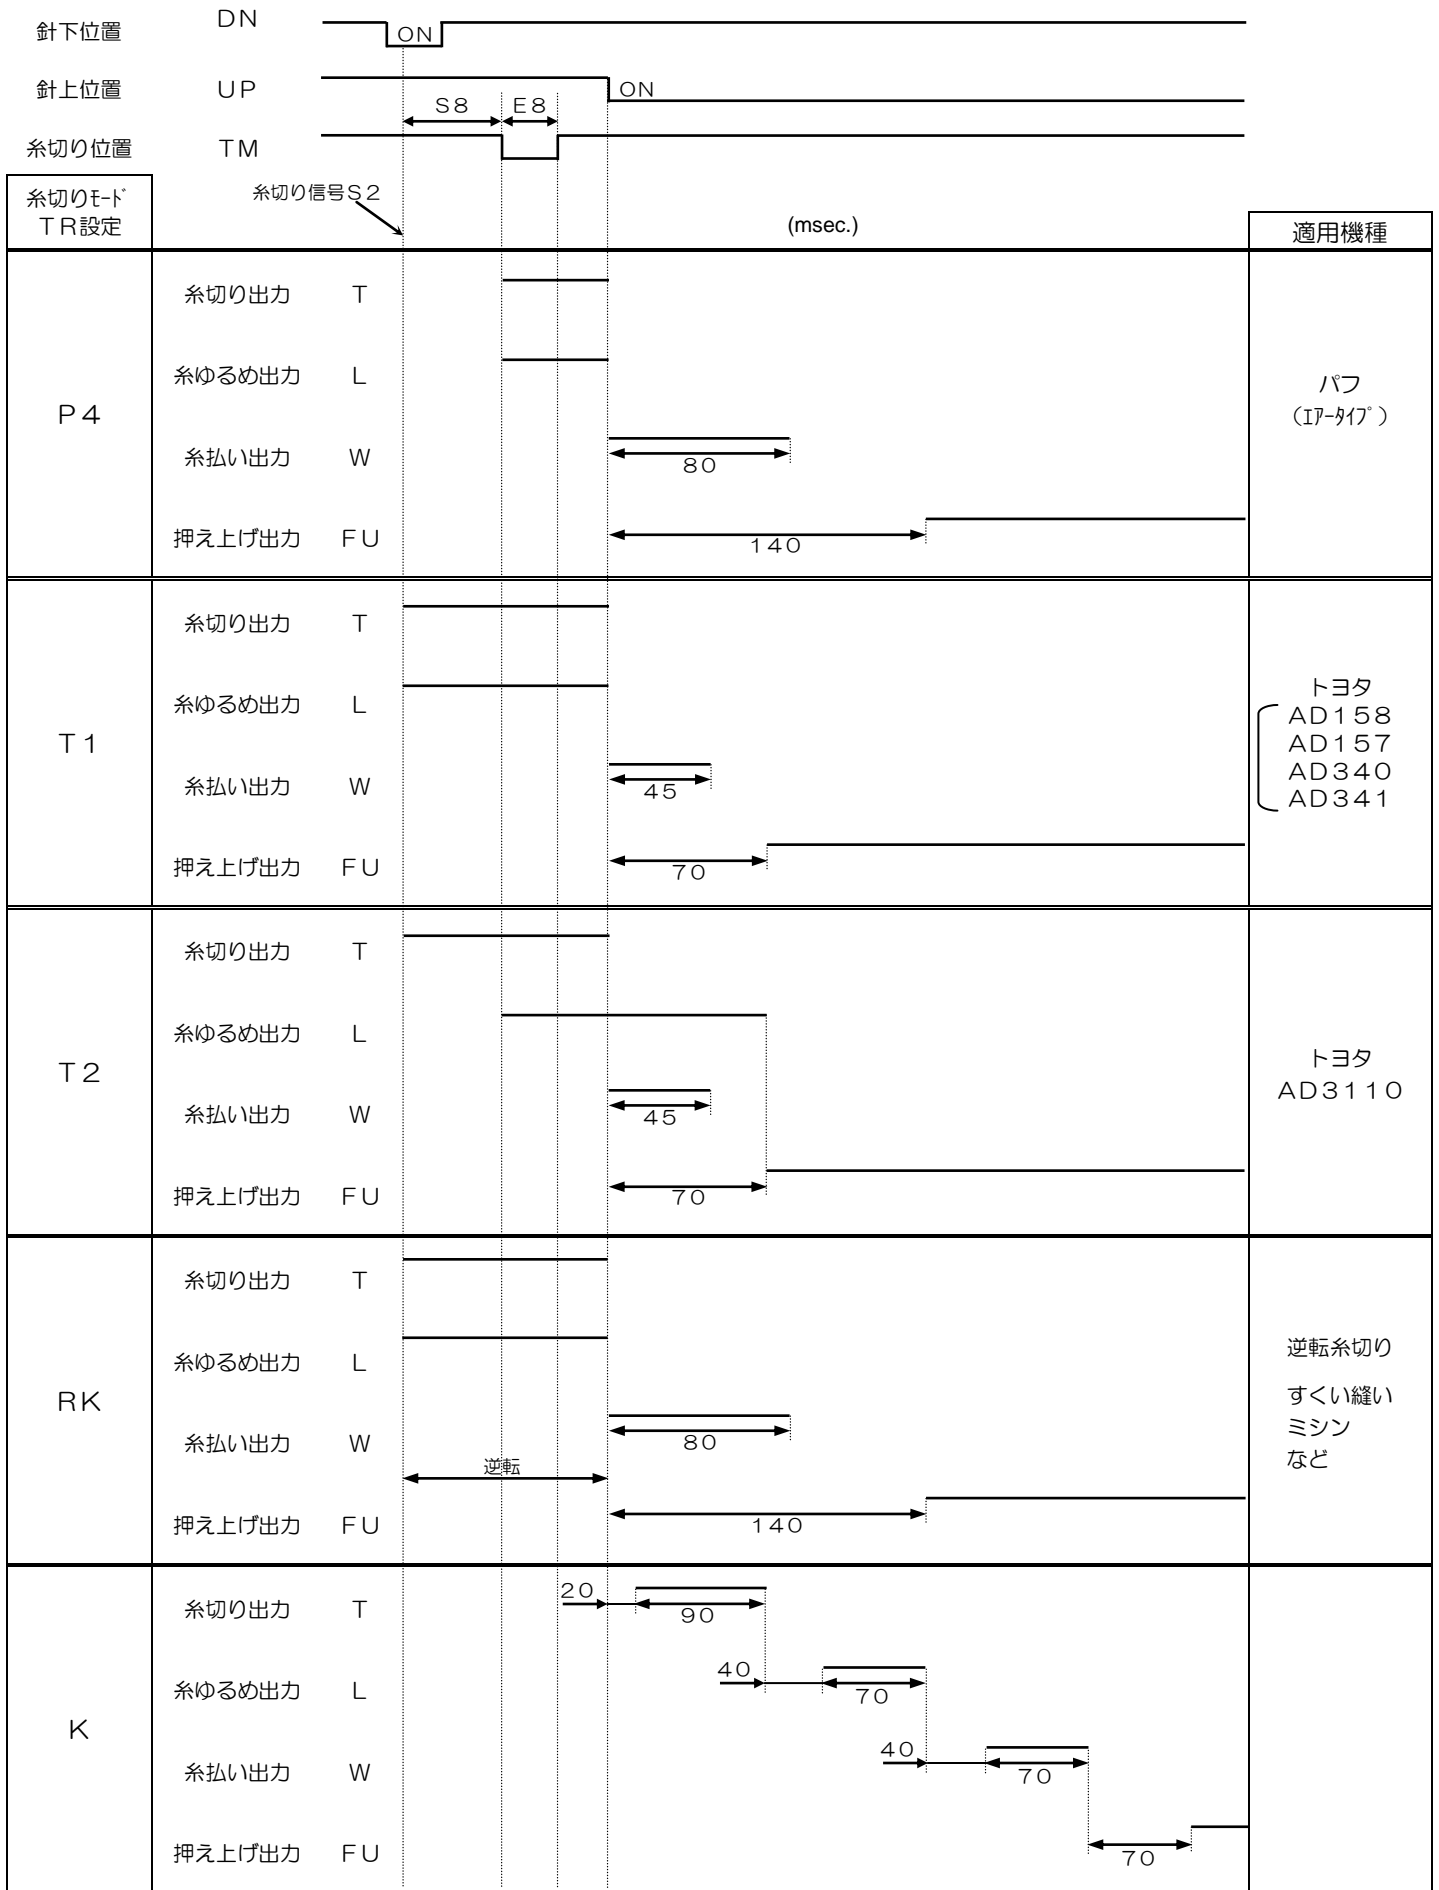 針下位置 ＤＮ ＯＮ
針上位置 ＵＰ ＯＮ
Ｓ８ Ｅ８
糸切り位置 ＴＭ
糸切りﾓｰﾄﾞ
ＴＲ設定
糸切り信号Ｓ２
(msec.)
適用機種
Ｐ４
糸切り出力 Ｔ
糸ゆるめ出力 Ｌ
糸払い出力 Ｗ
８０
押え上げ出力 ＦＵ
１４０
パフ
（ｴｱｰﾀｲﾌﾟ）
Ｔ１
糸切り出力 Ｔ
糸ゆるめ出力 Ｌ
糸払い出力 Ｗ
４５
押え上げ出力 ＦＵ
７０
トヨタ
ＡＤ１５８
ＡＤ１５７
ＡＤ３４０
ＡＤ３４１
Ｔ２
糸切り出力 Ｔ
糸ゆるめ出力 Ｌ
糸払い出力 Ｗ
４５
押え上げ出力 ＦＵ
７０
トヨタ
ＡＤ３１１０
ＲＫ
糸切り出力 Ｔ
糸ゆるめ出力 Ｌ
糸払い出力 Ｗ
８０
逆転
押え上げ出力 ＦＵ
１４０
逆転糸切り
すくい縫い
ミシン
など
Ｋ
糸切り出力 Ｔ
２０ ９０
糸ゆるめ出力 Ｌ
４０ ７０
糸払い出力 Ｗ
４０ ７０
押え上げ出力 ＦＵ
７０